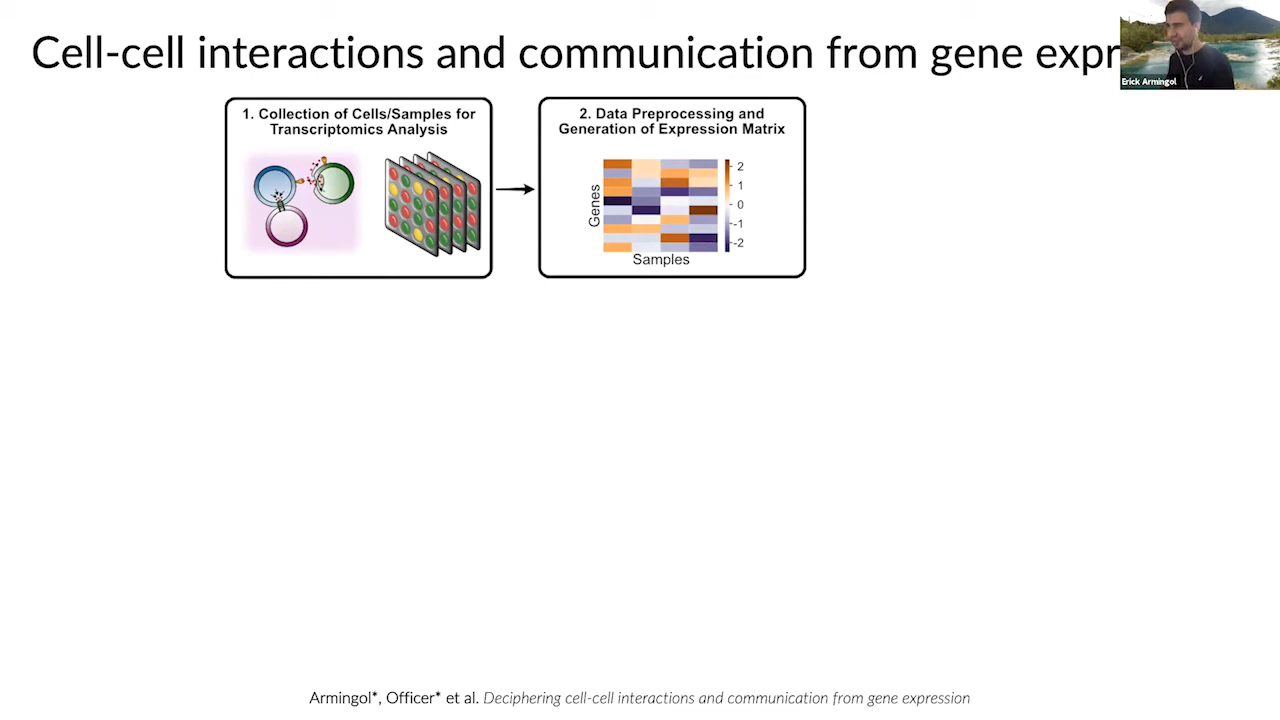 Cell-cell interactions and communication from gene expr
Erick Armingol
1. Collection of Cells/Samples for
Transcriptomics Analysis
2. Data Preprocessing and
Generation of Expression Matrix
Genes
2
1
0
-1
-2
Samples
Armingol*, Officer* et al. Deciphering cell-cell interactions and communication from gene expression